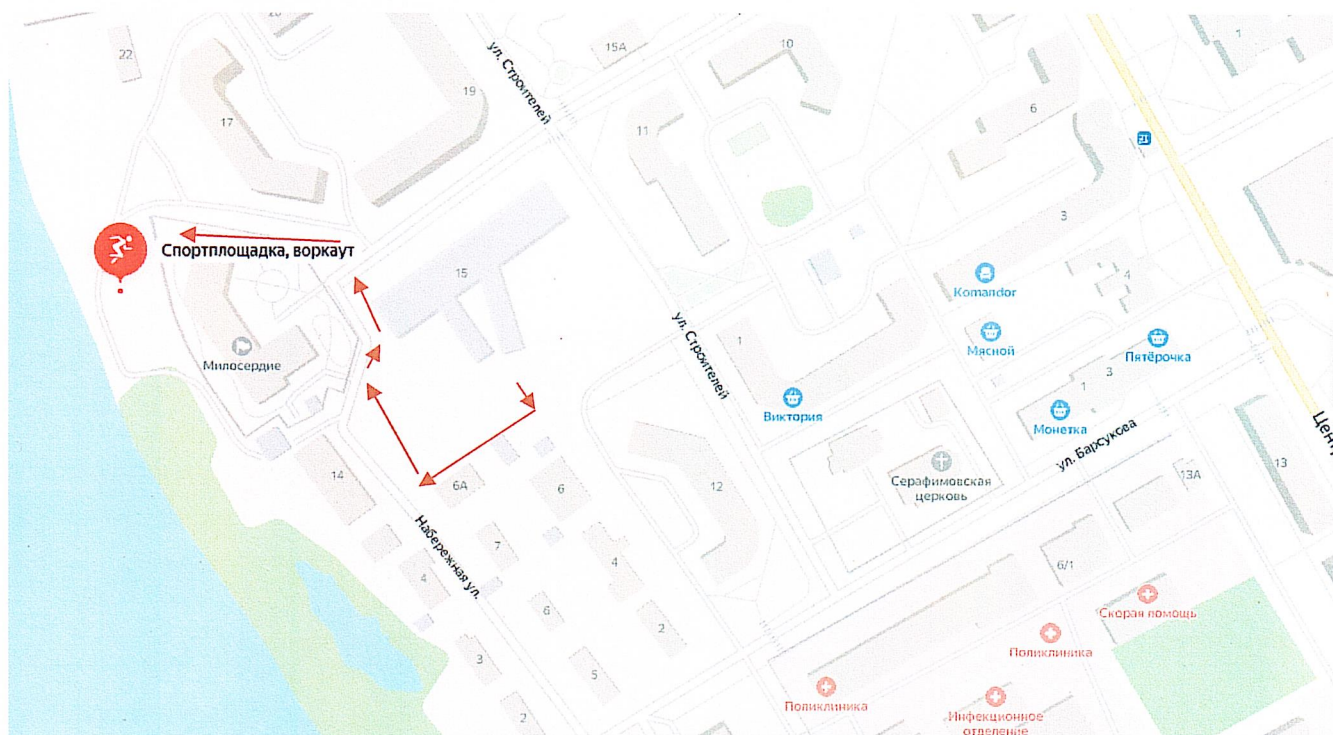 22
17
19
ул. Строителей
15А
10
11
6
1
3
Спортплощадка, воркаут
15
Komandor
4
Милосердие
ул. Строителей
1
Мясной
Пятёрочка
1
3
Виктория
Монетка
ул. Барсукова
Серафимовская
церковь
14
6А
6
12
13А
13
Набережная ул.
7
4
4
6
2
6/1
Скорая помощь
Поликлиника
3
5
2
Поликлиника
Инфекционное
отделение